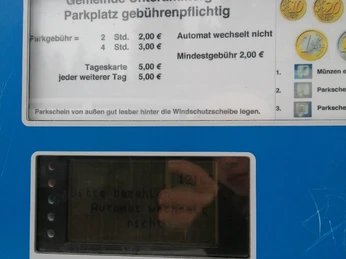 Gemeinde
Parkplatz gebührenpflichtig
Parkgebühr = 2 Std. 2,00 € Automat wechselt nicht
4 Std. 3,00 €
Mindestgebühr 2,00 €
Tageskarte 5,00 €
jeder weiterer Tag 5,00 €
1. Münzen
2. Parksche
3. Parksche
Parkschein von außen gut lesber hinter die Windschutzscheibe legen.
Automat
nicht